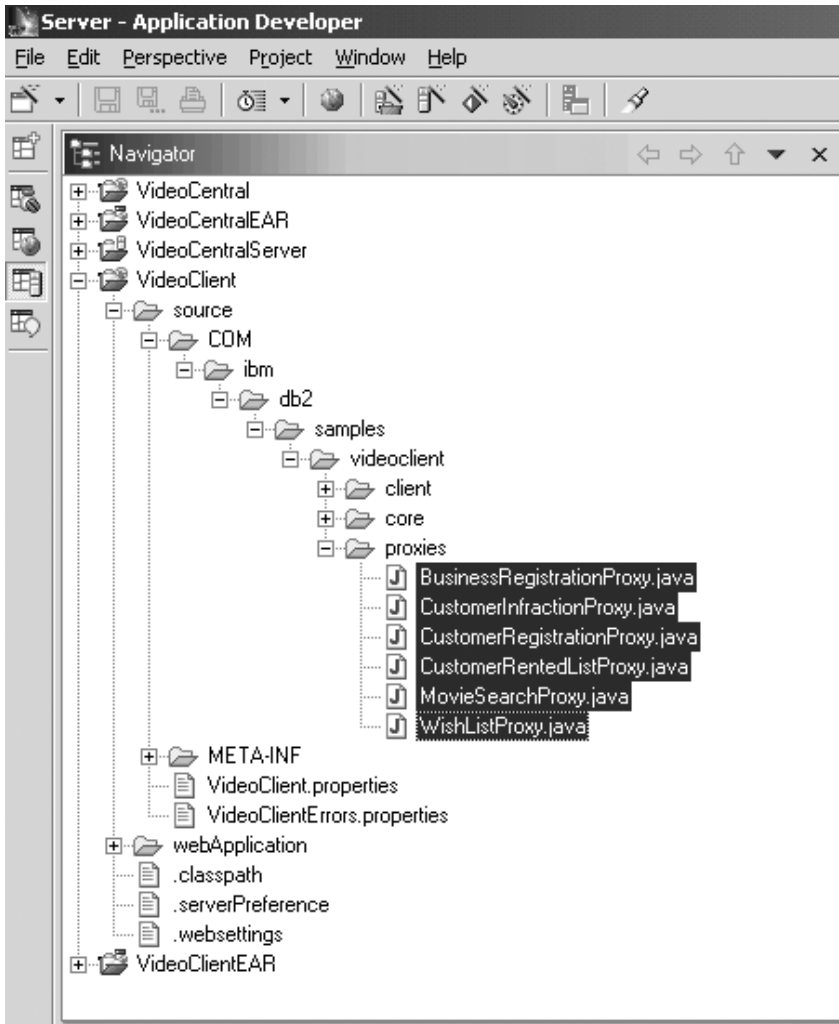 Server - Application Developer
File Edit Perspective Project Window Help
Navigator
VideoCentral
VideoCentralEAR
VideoCentralServer
VideoClient
source
COM
ibm
db2
samples
videoclient
client
core
proxies
BusinessRegistrationProxy.java
CustomerInfractionProxy.java
CustomerRegistrationProxy.java
CustomerRentedListProxy.java
MovieSearchProxy.java
WishListProxy.java
META-INF
VideoClient.properties
VideoClientErrors.properties
webApplication
.classpath
.serverPreference
.websettings
VideoClientEAR